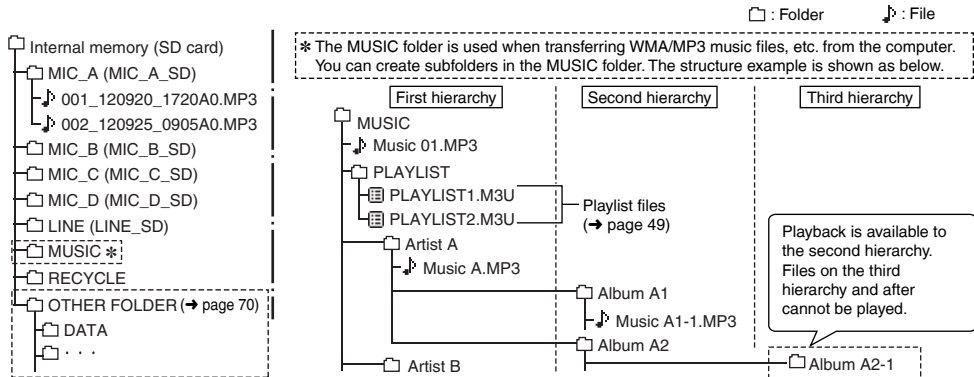 : Folder
: File
Internal memory (SD card)
MIC_A (MIC_A_SD)
001_120920_1720A0.MP3
002_120925_0905A0.MP3
MIC_B (MIC_B_SD)
MIC_C (MIC_C_SD)
MIC_D (MIC_D_SD)
LINE (LINE_SD)
MUSIC ✻
RECYCLE
OTHER FOLDER (➜ page 70)
DATA
· · ·
✻ The MUSIC folder is used when transferring WMA/MP3 music files, etc. from the computer.
You can create subfolders in the MUSIC folder. The structure example is shown as below.
First hierarchy
Second hierarchy
Third hierarchy
MUSIC
Music 01.MP3
PLAYLIST
PLAYLIST1.M3U
PLAYLIST2.M3U
Playlist files
(➜ page 49)
Artist A
Music A.MP3
Album A1
Music A1-1.MP3
Album A2
Album A2-1
Artist B
Playback is available to
the second hierarchy.
Files on the third
hierarchy and after
cannot be played.